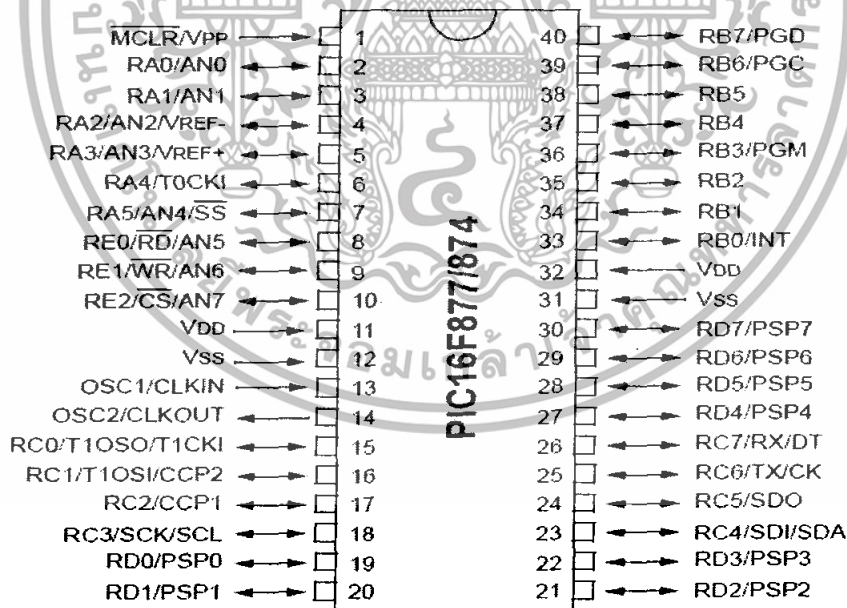 MCLR/VPP 1 40 RB7/PGD
RA0/AN0 2 39 RB6/PGC
RA1/AN1 3 38 RB5
RA2/AN2/VREF- 4 37 RB4
RA3/AN3/VREF+ 5 36 RB3/PGM
RA4/T0CKI 6 35 RB2
RA5/AN4/SS 7 34 RB1
RE0/RD/AN5 8 33 RB0/INT
RE1/WR/AN6 9 32 VDD
RE2/CS/AN7 10 31 VSS
VDD 11 30 RD7/PSP7
VSS 12 29 RD6/PSP6
OSC1/CLKIN 13 28 RD5/PSP5
OSC2/CLKOUT 14 27 RD4/PSP4
RC0/T1OSO/T1CKI 15 26 RC7/RX/DT
RC1/T1OSI/CCP2 16 25 RC6/TX/CK
RC2/CCP1 17 24 RC5/SDO
RC3/SCK/SCL 18 23 RC4/SDI/SDA
RD0/PSP0 19 22 RD3/PSP3
RD1/PSP1 20 21 RD2/PSP2
PIC16F877/874